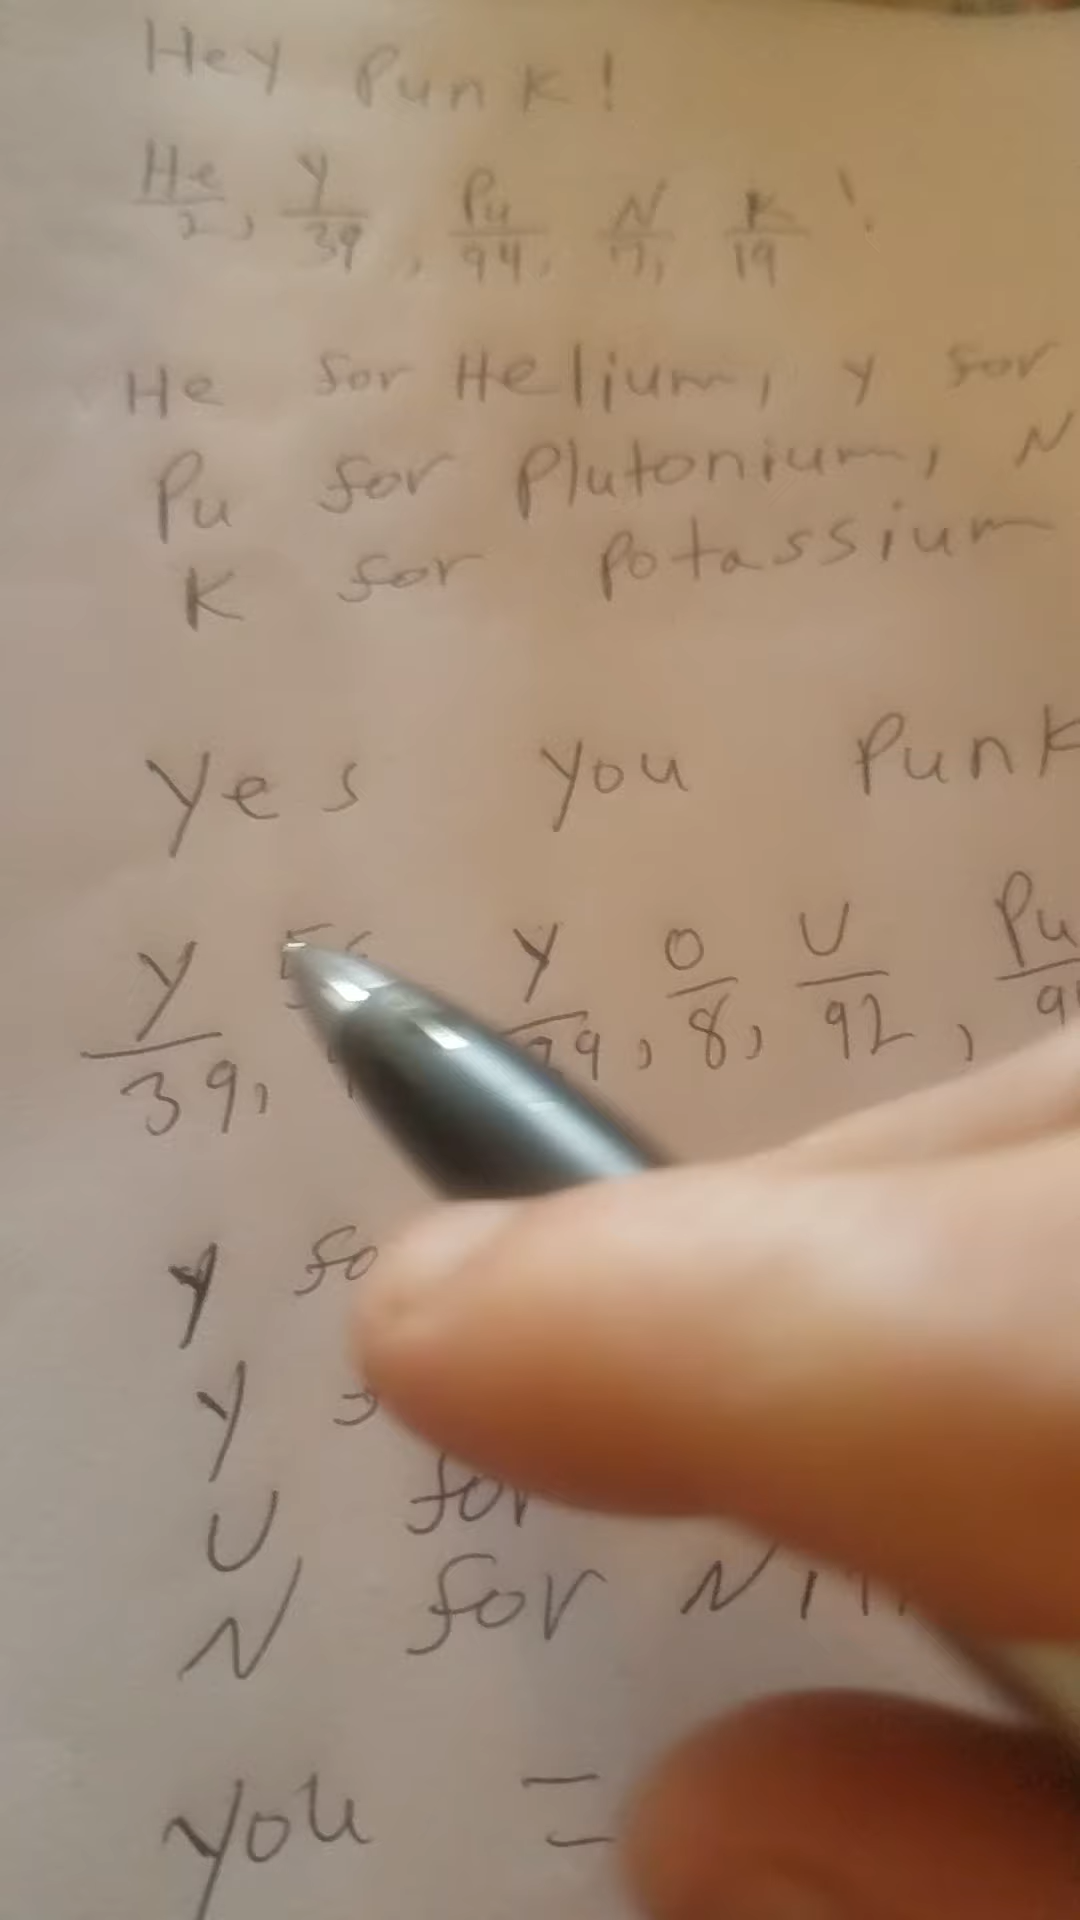 Hey Punk!
He Y Pu N K !
2, 39, 94, 7, 19
He for Helium, y for
Pu for Plutonium, N
K for Potassium
Yes you Punk
Y Y O U Pu
39, 39, 8, 92,
y
y
U for
N for
you =